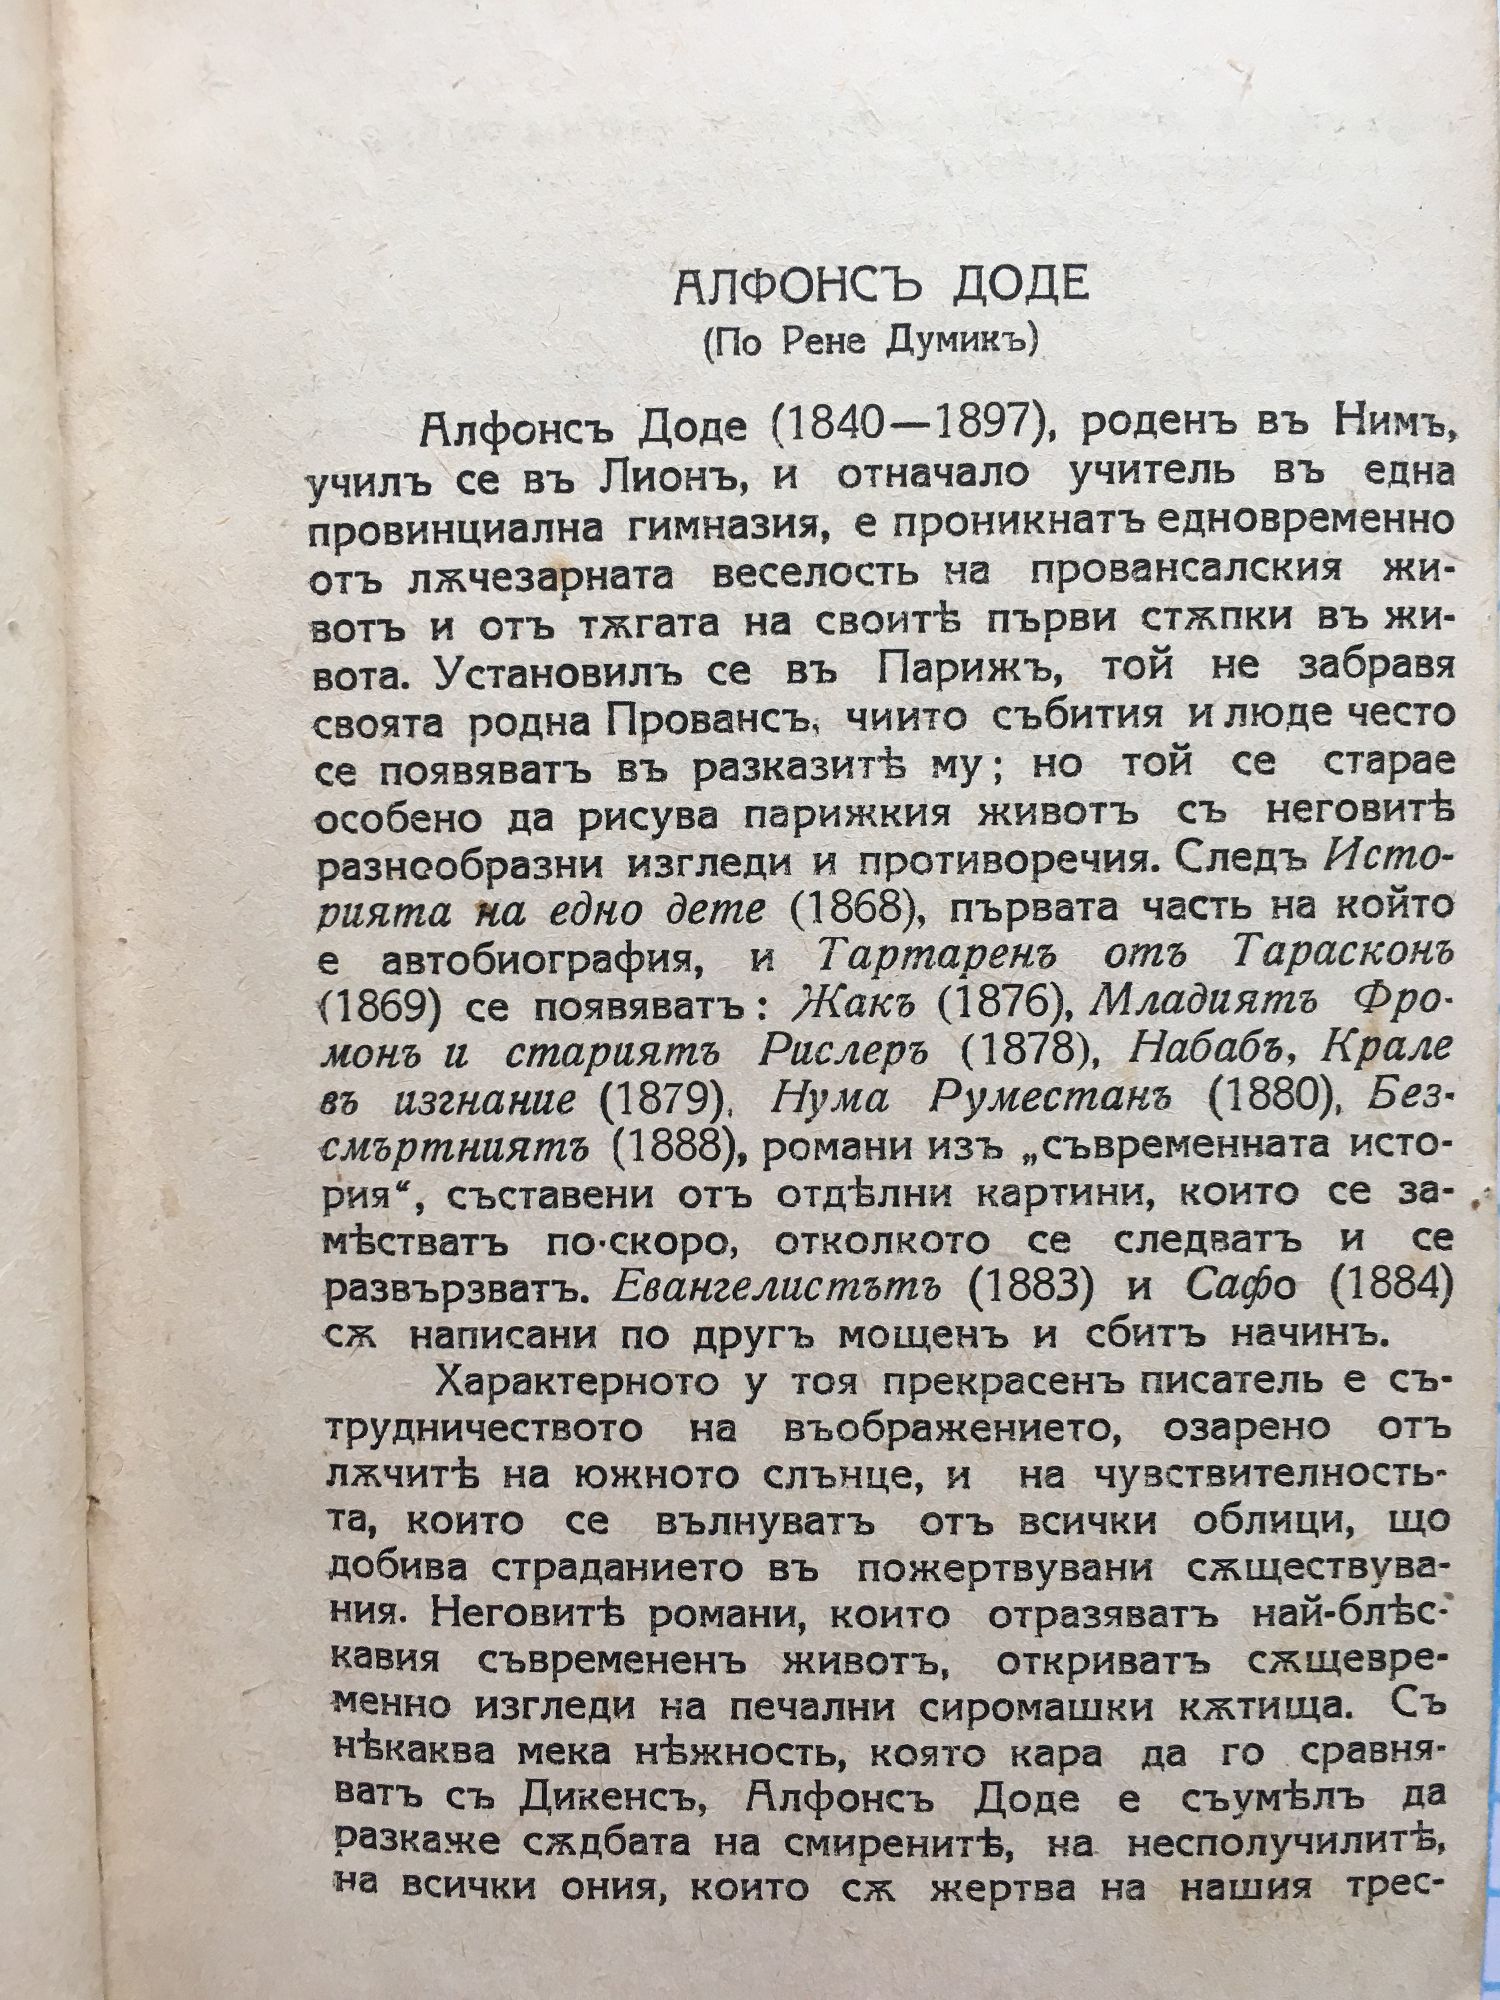 АЛФОНСЪ ДОДЕ
(По Рене Думикъ)
Алфонсъ Доде (1840—1897), роденъ въ Нимъ,
училъ се въ Лионъ, и отначало учитель въ една
провинциална гимназия, е проникнатъ едновременно
отъ лѫчезарната веселость на провансалския жи-
вотъ и отъ тѫгата на своитѣ първи стѫпки въ жи-
вота. Установилъ се въ Парижъ, той не забравя
своята родна Провансъ, чиито събития и люде често
се появяватъ въ разказитѣ му; но той се старае
особено да рисува парижкия животъ съ неговитѣ
разнообразни изгледи и противоречия. Следъ Исто-
рията на едно дете (1868), първата часть на който
е автобиография, и Тартаренъ отъ Тарасконъ
(1869) се появяватъ: Жакъ (1876), Младиятъ Фро-
монъ и стариятъ Рислеръ (1878), Набабъ, Крале
въ изгнание (1879), Нума Руместанъ (1880), Без-
смъртниятъ (1888), романи изъ „съвременната исто-
рия“, съставени отъ отдѣлни картини, които се за-
мѣстватъ по-скоро, отколкото се следватъ и се
развързватъ. Евангелистътъ (1883) и Сафо (1884)
сѫ написани по другъ мощенъ и сбитъ начинъ.
Характерното у тоя прекрасенъ писатель е съ-
трудничеството на въображението, озарено отъ
лѫчитѣ на южното слънце, и на чувствителность-
та, които се вълнуватъ отъ всички облици, що
добива страданието въ пожертвувани сѫществува-
ния. Неговитѣ романи, които отразяватъ най-блѣс-
кавия съвремененъ животъ, откриватъ сѫщевре-
менно изгледи на печални сиромашки кѫтища. Съ
нѣкаква мека нѣжность, която кара да го сравня-
ватъ съ Дикенсъ, Алфонсъ Доде е съумѣлъ да
разкаже сѫдбата на смиренитѣ, на несполучилитѣ,
на всички ония, които сѫ жертва на нашия трес-